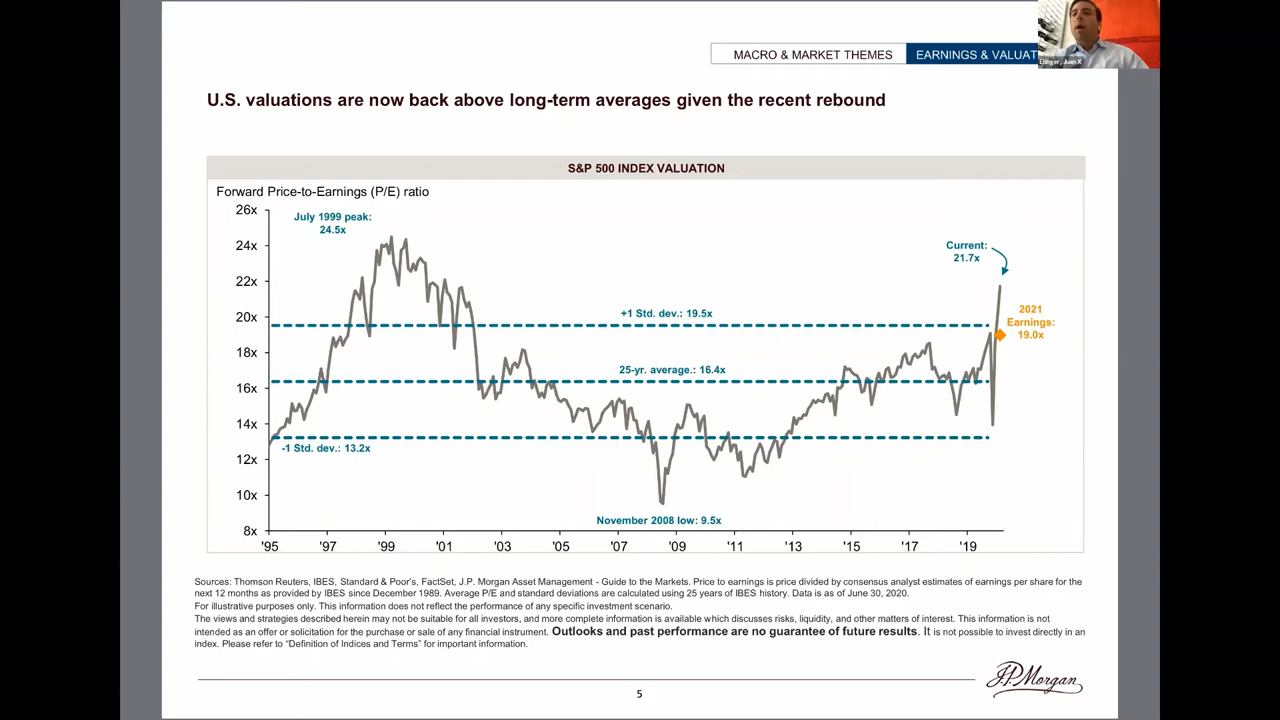 MACRO & MARKET THEMES
EARNINGS & VALUAT
Etinger, Juan X
U.S. valuations are now back above long-term averages given the recent rebound
S&P 500 INDEX VALUATION
Forward Price-to-Earnings (P/E) ratio
26x
24x
22x
20x
18x
16x
14x
12x
10x
8x
July 1999 peak:
24.5x
Current:
21.7x
2021
Earnings:
19.0x
+1 Std. dev.: 19.5x
25-yr. average.: 16.4x
-1 Std. dev.: 13.2x
November 2008 low: 9.5x
'95 '97 '99 '01 '03 '05 '07 '09 '11 '13 '15 '17 '19
Sources: Thomson Reuters, IBES, Standard & Poor's, FactSet, J.P. Morgan Asset Management - Guide to the Markets. Price to earnings is price divided by consensus analyst estimates of earnings per share for the
next 12 months as provided by IBES since December 1989. Average P/E and standard deviations are calculated using 25 years of IBES history. Data is as of June 30, 2020.
For illustrative purposes only. This information does not reflect the performance of any specific investment scenario.
The views and strategies described herein may not be suitable for all investors, and more complete information is available which discusses risks, liquidity, and other matters of interest. This information is not
intended as an offer or solicitation for the purchase or sale of any financial instrument. Outlooks and past performance are no guarantee of future results. It is not possible to invest directly in an
index. Please refer to “Definition of Indices and Terms” for important information.
J.P.Morgan
5